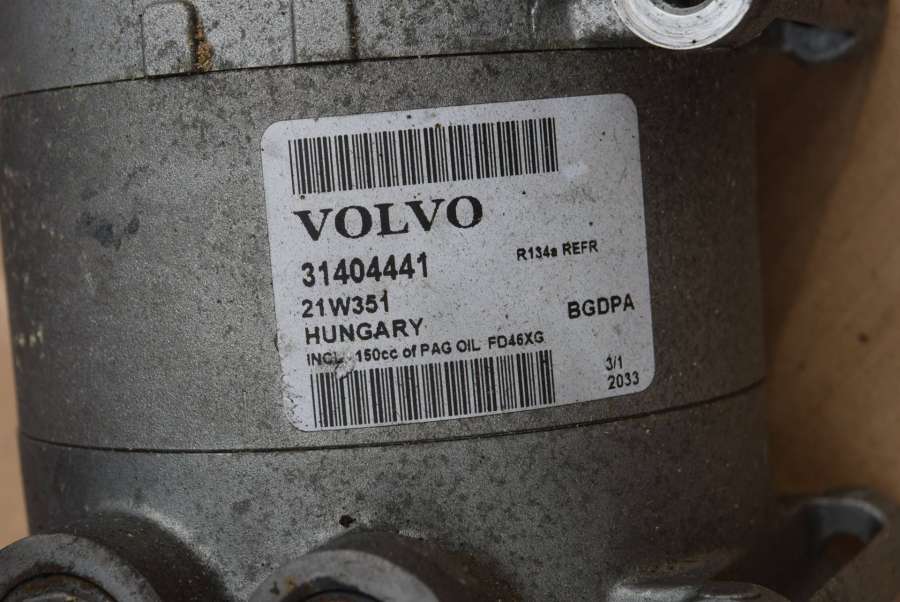 VOLVO
31404441
R134a REFR
21W351
BGDPA
HUNGARY
INCL. 150cc of PAG OIL FD46XG
3/1
2033